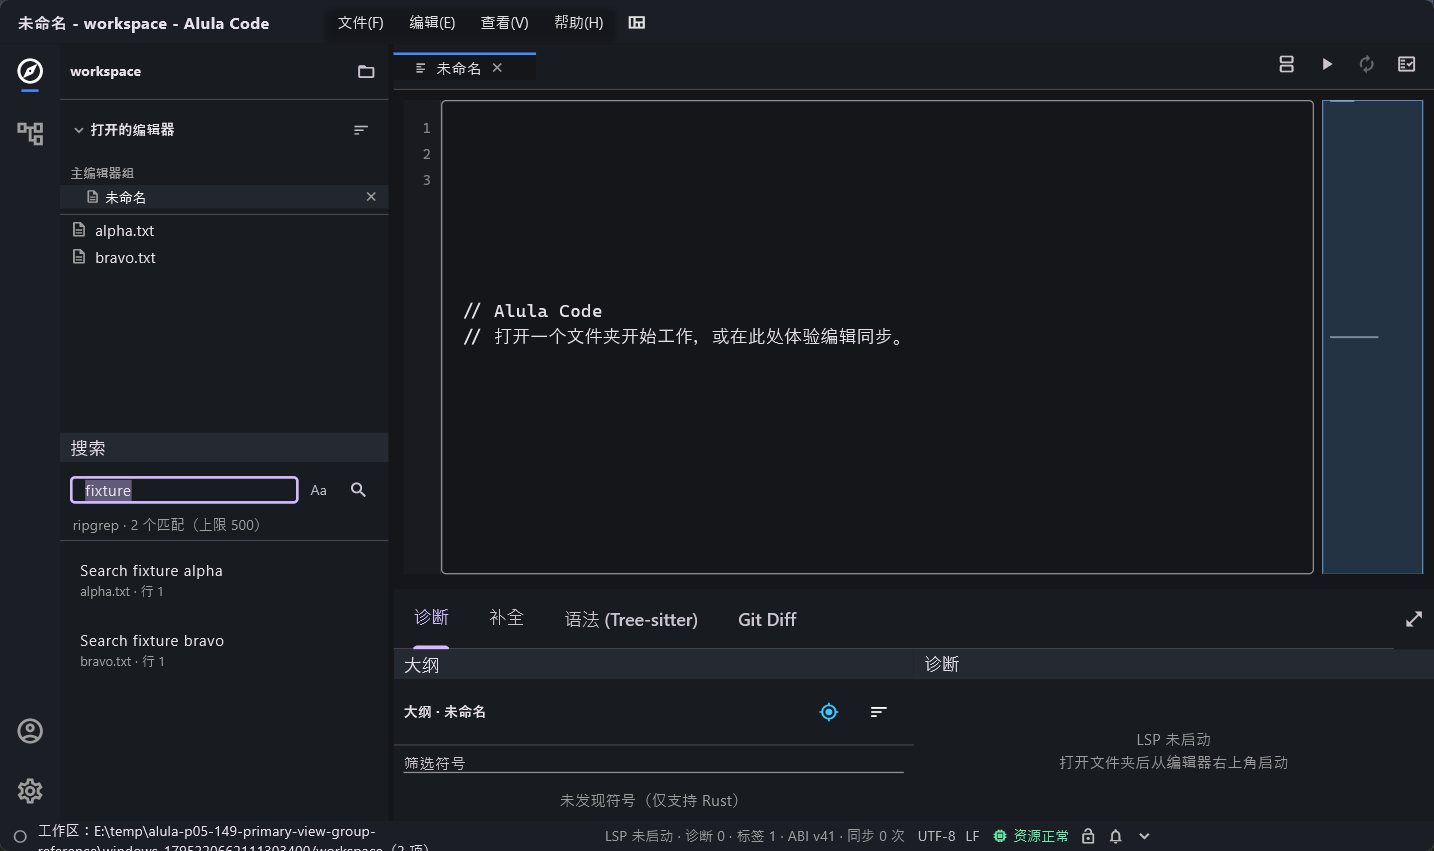 未命名 - workspace - Alula Code
文件(F) 编辑(E) 查看(V) 帮助(H)
workspace
未命名
打开的编辑器
主编辑器组
未命名
alpha.txt
bravo.txt
1
2
3
// Alula Code
// 打开一个文件夹开始工作, 或在此处体验编辑同步。
搜索
fixture
Aa
ripgrep · 2 个匹配（上限 500）
Search fixture alpha
alpha.txt · 行 1
Search fixture bravo
bravo.txt · 行 1
诊断 补全 语法 (Tree-sitter) Git Diff
大纲
诊断
大纲 · 未命名
筛选符号
未发现符号（仅支持 Rust）
LSP 未启动
打开文件夹后从编辑器右上角启动
工作区：E:\temp\alula-p05-149-primary-view-group-
LSP 未启动 · 诊断 0 · 标签 1 · ABI v41 · 同步 0 次 UTF-8 LF 资源正常